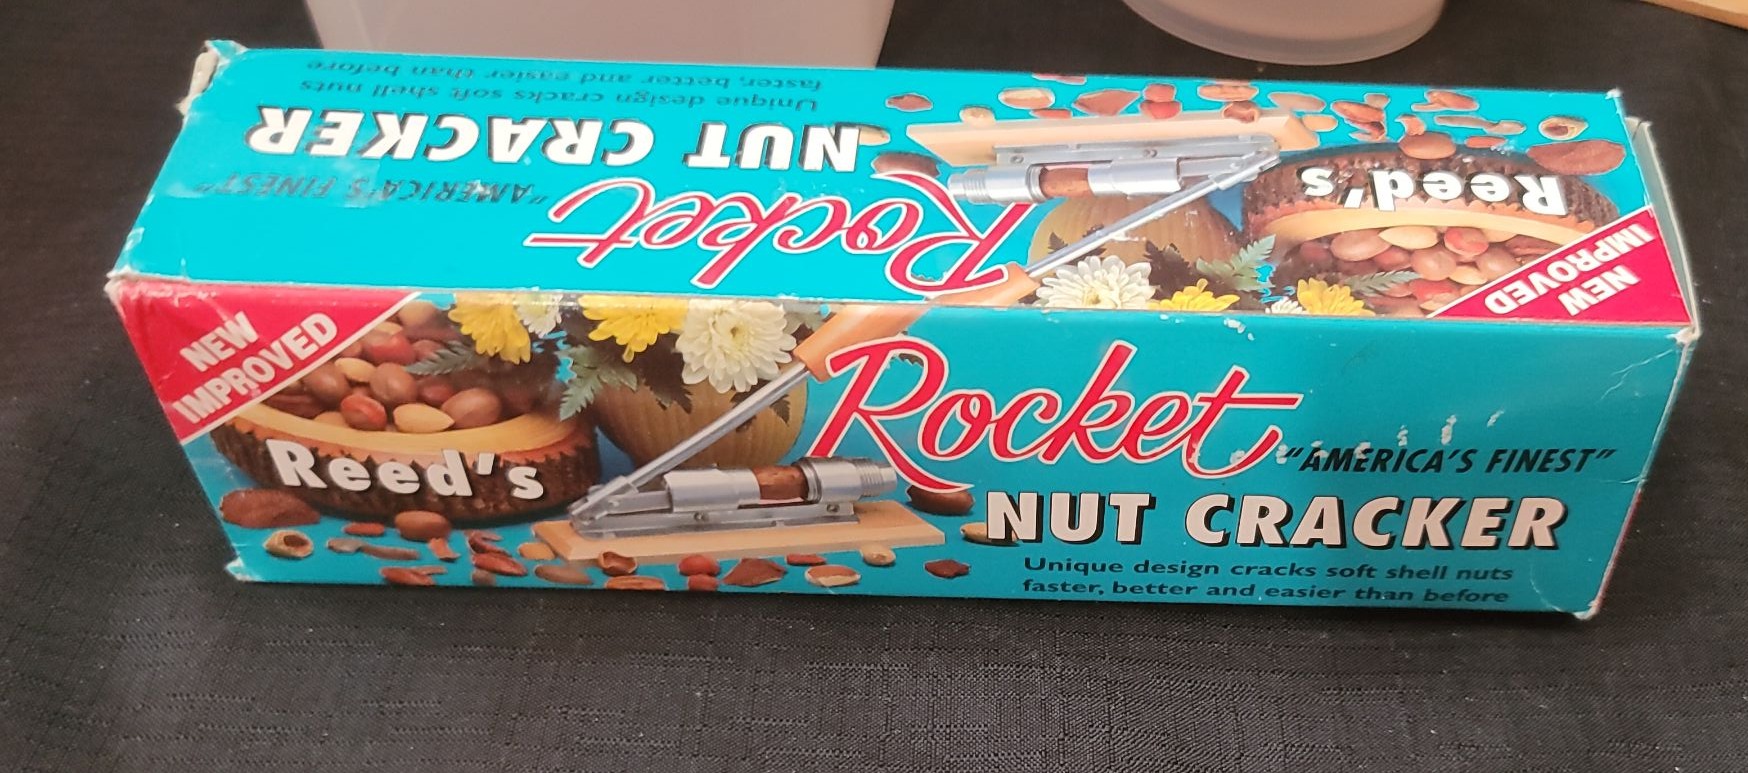 Unique design cracks soft shell nuts
faster, better and easier than before
NUT CRACKER
"AMERICA'S FINEST"
Rocket
Reed's
NEW
IMPROVED
NEW
IMPROVED
Reed's
Rocket
"AMERICA'S FINEST"
NUT CRACKER
Unique design cracks soft shell nuts
faster, better and easier than before